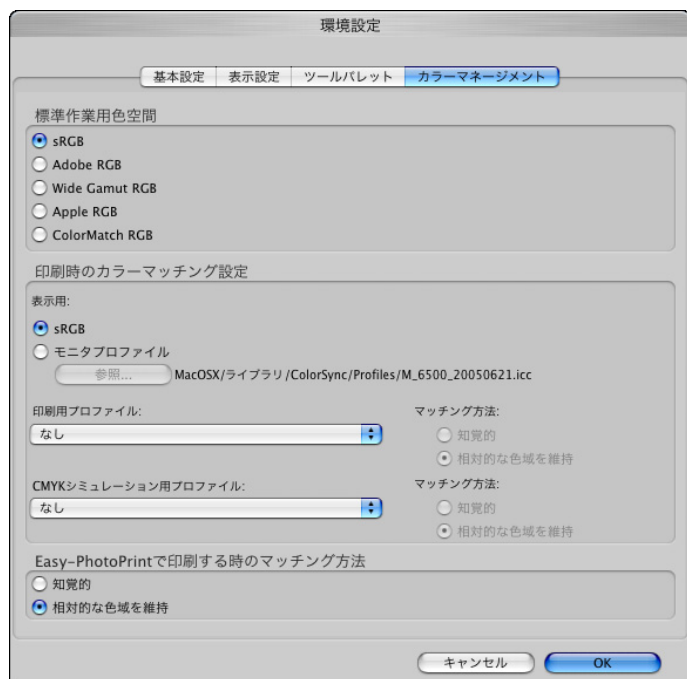 環境設定
基本設定 表示設定 ツールパレット カラーマネージメント
標準作業用色空間
sRGB
Adobe RGB
Wide Gamut RGB
Apple RGB
ColorMatch RGB
印刷時のカラーマッチング設定
表示用:
sRGB
モニタプロファイル
参照... MacOSX/ライブラリ/ColorSync/Profiles/M_6500_20050621.icc
印刷用プロファイル: マッチング方法:
なし 知覚的
相対的な色域を維持
CMYKシミュレーション用プロファイル: マッチング方法:
なし 知覚的
相対的な色域を維持
Easy-PhotoPrintで印刷する時のマッチング方法
知覚的
相対的な色域を維持
キャンセル OK